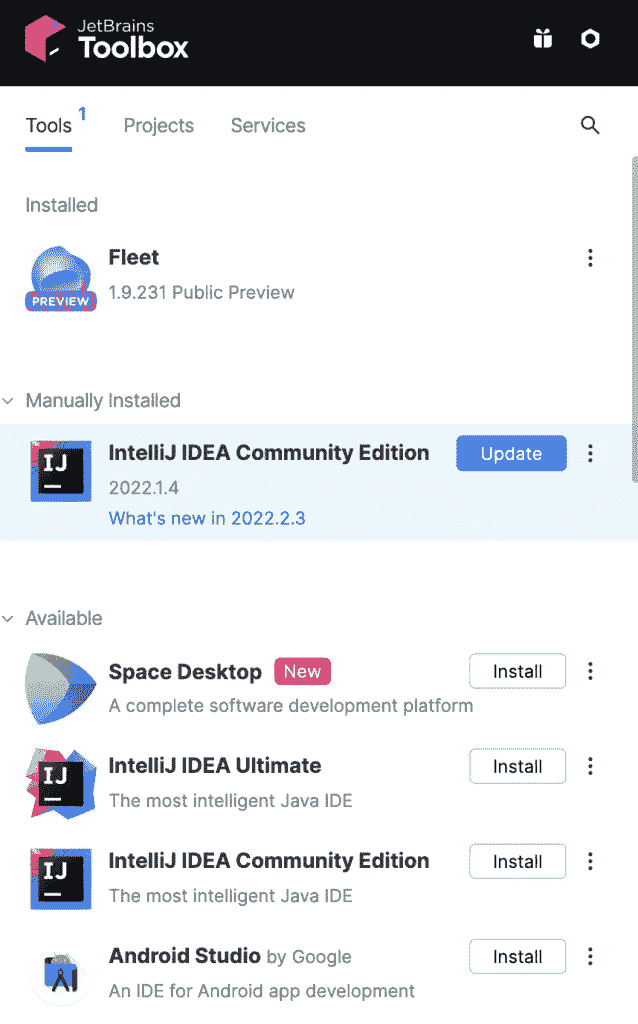 JetBrains
Toolbox
Tools 1 Projects Services
Installed
PREVIEW
Fleet
1.9.231 Public Preview
Manually Installed
IJ
IntelliJ IDEA Community Edition
Update
2022.1.4
What's new in 2022.2.3
Available
Space Desktop New
Install
A complete software development platform
IJ
IntelliJ IDEA Ultimate
Install
The most intelligent Java IDE
IJ
IntelliJ IDEA Community Edition
Install
The most intelligent Java IDE
Android Studio by Google
Install
An IDE for Android app development